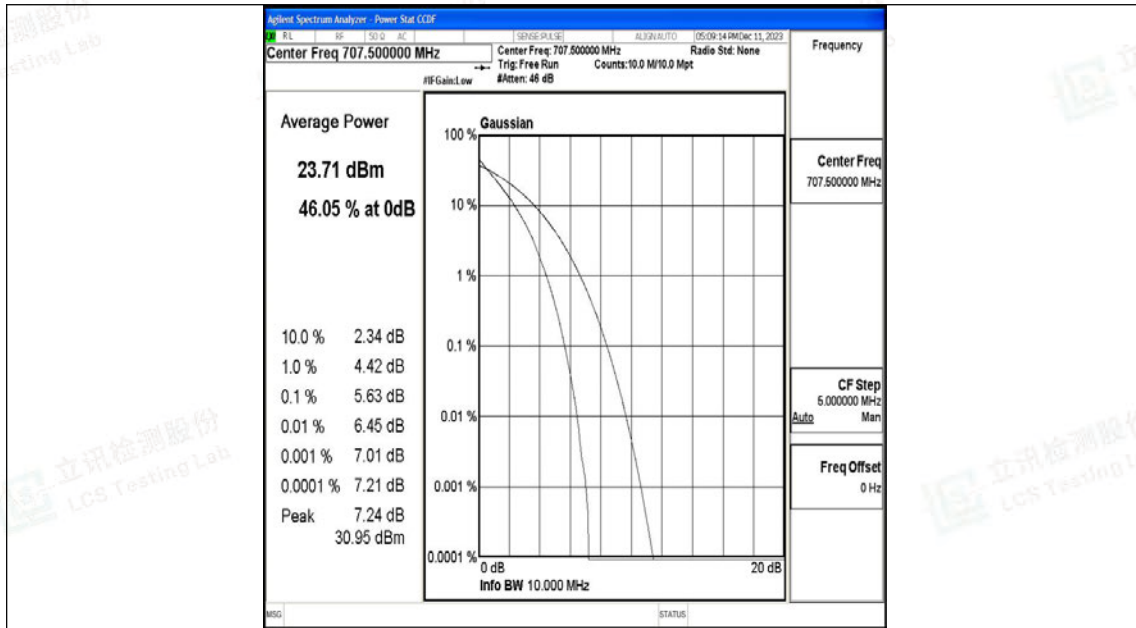 Agilent Spectrum Analyzer - Power Stat CCDF
RL RF 50 Ω AC SENSE:PULSE ALIGNAUTO 05:09:14 PMDec 11, 2023
Center Freq 707.500000 MHz
Center Freq: 707.500000 MHz Radio Std: None
Trig: Free Run Counts:10.0 M/10.0 Mpt
#IFGain:Low #Atten: 46 dB
Frequency
Average Power
23.71 dBm
46.05 % at 0dB
10.0 % 2.34 dB
1.0 % 4.42 dB
0.1 % 5.63 dB
0.01 % 6.45 dB
0.001 % 7.01 dB
0.0001 % 7.21 dB
Peak 7.24 dB
30.95 dBm
Gaussian
100 %
10 %
1 %
0.1 %
0.01 %
0.001 %
0.0001 %
0 dB 20 dB
Info BW 10.000 MHz
Center Freq
707.500000 MHz
CF Step
5.000000 MHz
Auto Man
Freq Offset
0 Hz
MSG STATUS
立讯检测股份
LCS Testing Lab
立讯检测股份
LCS Testing L